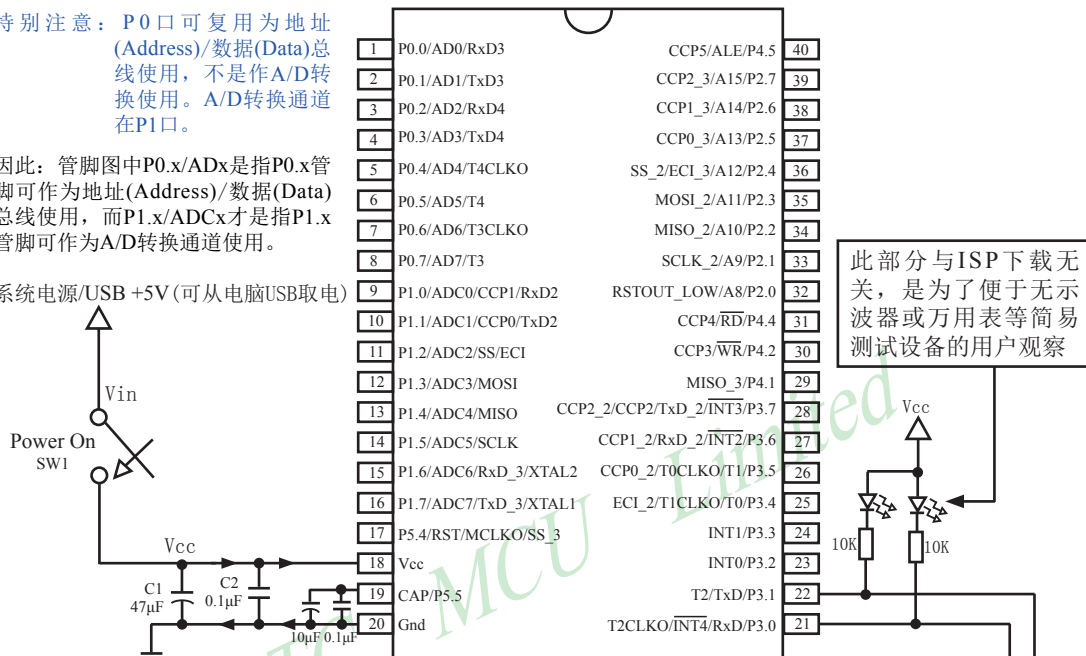 特别注意：P0口可复用为地址
(Address)/数据(Data)总
线使用，不是作A/D转
换使用。A/D转换通道
在P1口。
因此：管脚图中P0.x/ADx是指P0.x管
脚可作为地址(Address)/数据(Data)
总线使用，而P1.x/ADCx才是指P1.x
管脚可作为A/D转换通道使用。
系统电源/USB +5V(可从电脑USB取电)
Vin
Power On
SW1
Vcc
C1
47μF
C2
0.1μF
10μF 0.1μF
1 P0.0/AD0/RxD3
2 P0.1/AD1/TxD3
3 P0.2/AD2/RxD4
4 P0.3/AD3/TxD4
5 P0.4/AD4/T4CLKO
6 P0.5/AD5/T4
7 P0.6/AD6/T3CLKO
8 P0.7/AD7/T3
9 P1.0/ADC0/CCP1/RxD2
10 P1.1/ADC1/CCP0/TxD2
11 P1.2/ADC2/SS/ECI
12 P1.3/ADC3/MOSI
13 P1.4/ADC4/MISO
14 P1.5/ADC5/SCLK
15 P1.6/ADC6/RxD_3/XTAL2
16 P1.7/ADC7/TxD_3/XTAL1
17 P5.4/RST/MCLKO/SS_3
18 Vcc
19 CAP/P5.5
20 Gnd
CCP5/ALE/P4.5 40
CCP2_3/A15/P2.7 39
CCP1_3/A14/P2.6 38
CCP0_3/A13/P2.5 37
SS_2/ECI_3/A12/P2.4 36
MOSI_2/A11/P2.3 35
MISO_2/A10/P2.2 34
SCLK_2/A9/P2.1 33
RSTOUT_LOW/A8/P2.0 32
CCP4/RD/P4.4 31
CCP3/WR/P4.2 30
MISO_3/P4.1 29
CCP2_2/CCP2/TxD_2/INT3/P3.7 28
CCP1_2/RxD_2/INT2/P3.6 27
CCP0_2/T0CLKO/T1/P3.5 26
ECI_2/T1CLKO/T0/P3.4 25
INT1/P3.3 24
INT0/P3.2 23
T2/TxD/P3.1 22
T2CLKO/INT4/RxD/P3.0 21
此部分与ISP下载无
关，是为了便于无示
波器或万用表等简易
测试设备的用户观察
Vcc
10K
10K
MCU Limited